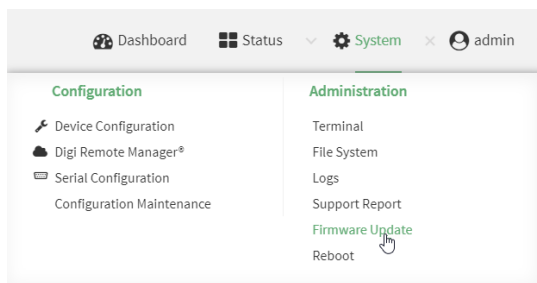 Dashboard Status System admin
Configuration
Device Configuration
Digi Remote Manager®
Serial Configuration
Configuration Maintenance
Administration
Terminal
File System
Logs
Support Report
Firmware Update
Reboot